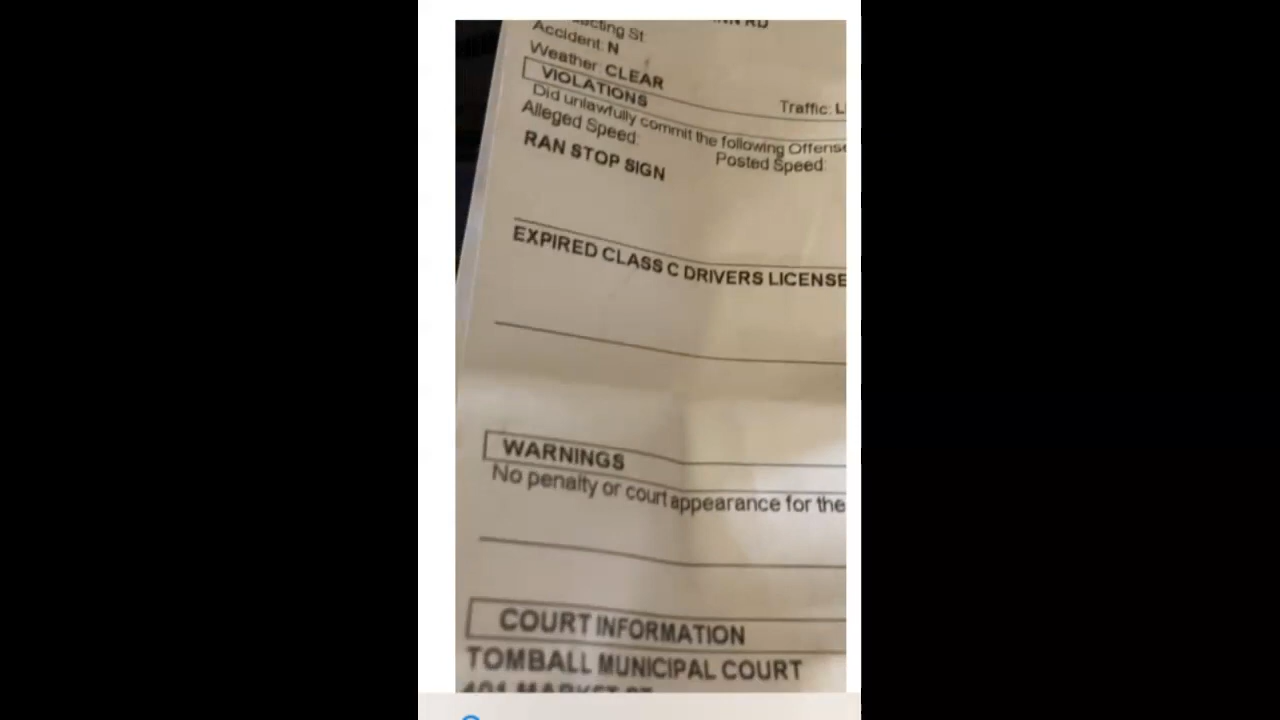 RD
Accident: N
Weather: CLEAR
Traffic:
VIOLATIONS
Did unlawfully commit the following
Alleged Speed:
Posted Speed:
RAN STOP SIGN
EXPIRED CLASS C DRIVERS LICENSE
WARNINGS
No penalty or court appearance for the
COURT INFORMATION
TOMBALL MUNICIPAL COURT